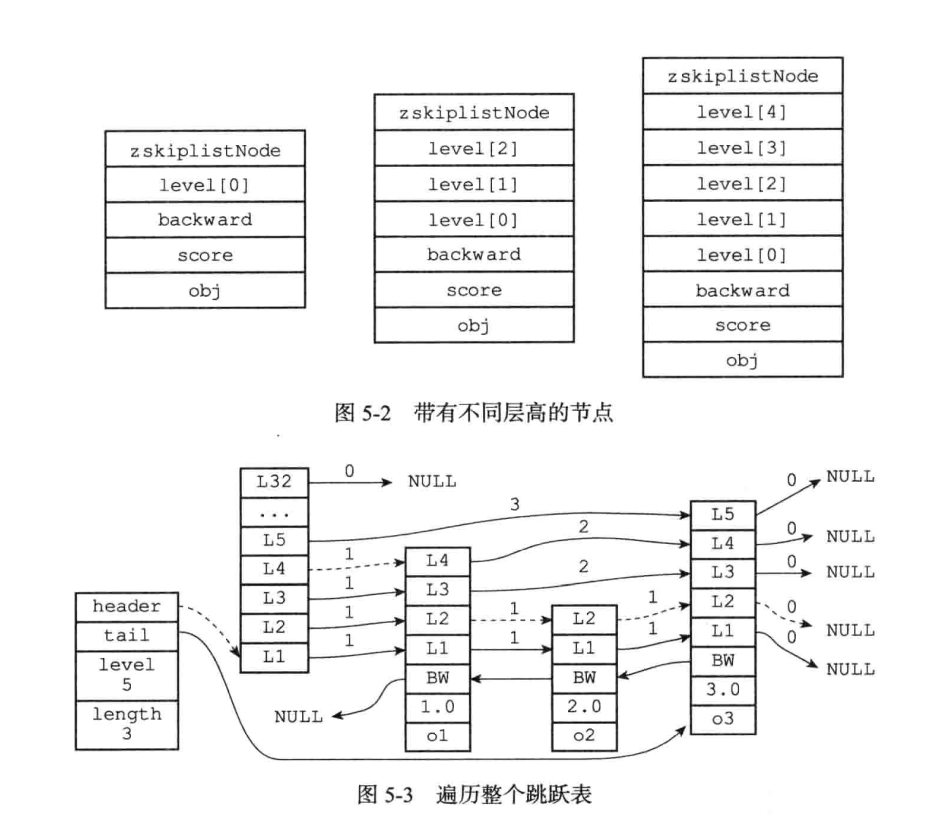 zskiplistNode
level[0]
backward
score
obj
zskiplistNode
level[2]
level[1]
level[0]
backward
score
obj
zskiplistNode
level[4]
level[3]
level[2]
level[1]
level[0]
backward
score
obj
图 5-2 带有不同层高的节点
header
tail
level
5
length
3
L32
...
L5
L4
L3
L2
L1
0
NULL
3
1
1
1
1
L4
L3
L2
L1
BW
1.0
o1
NULL
2
2
1
1
L2
L1
BW
2.0
o2
1
1
L5
L4
L3
L2
L1
BW
3.0
o3
0
NULL
0
NULL
0
NULL
0
NULL
0
NULL
图 5-3 遍历整个跳跃表